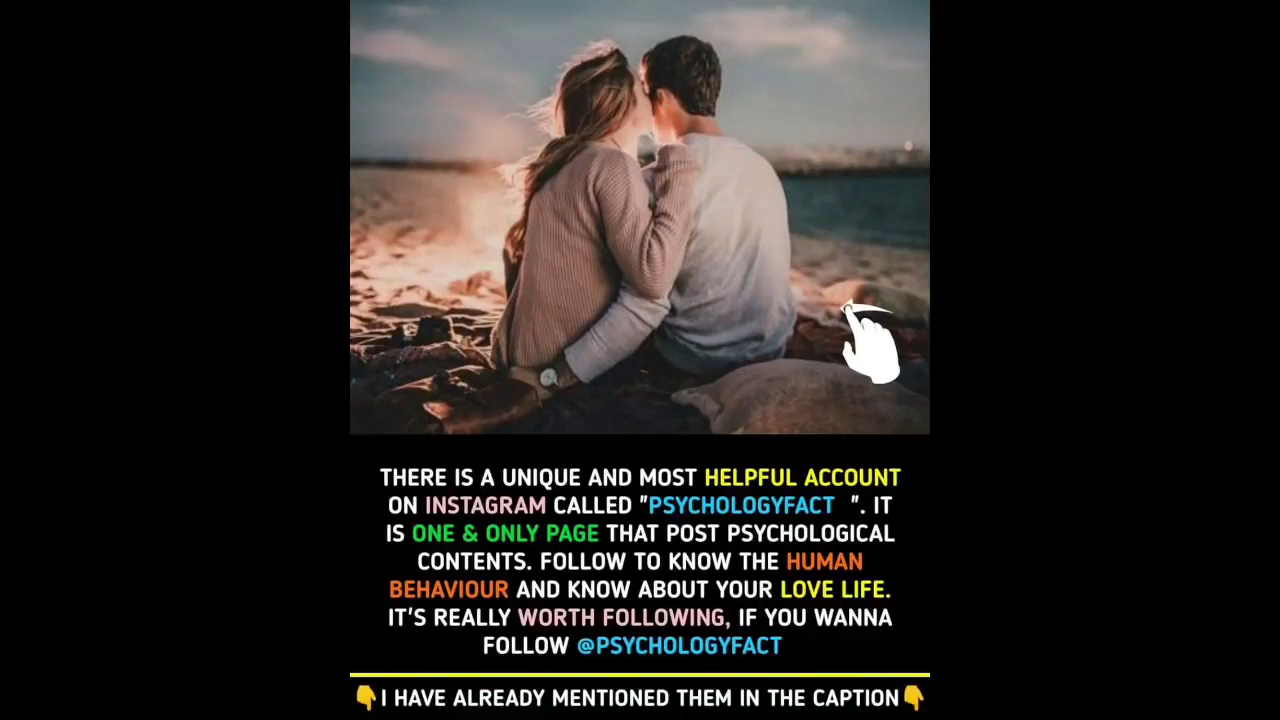 THERE IS A UNIQUE AND MOST HELPFUL ACCOUNT
ON INSTAGRAM CALLED "PSYCHOLOGYFACT ". IT
IS ONE & ONLY PAGE THAT POST PSYCHOLOGICAL
CONTENTS. FOLLOW TO KNOW THE HUMAN
BEHAVIOUR AND KNOW ABOUT YOUR LOVE LIFE.
IT'S REALLY WORTH FOLLOWING, IF YOU WANNA
FOLLOW @PSYCHOLOGYFACT
👇I HAVE ALREADY MENTIONED THEM IN THE CAPTION👇